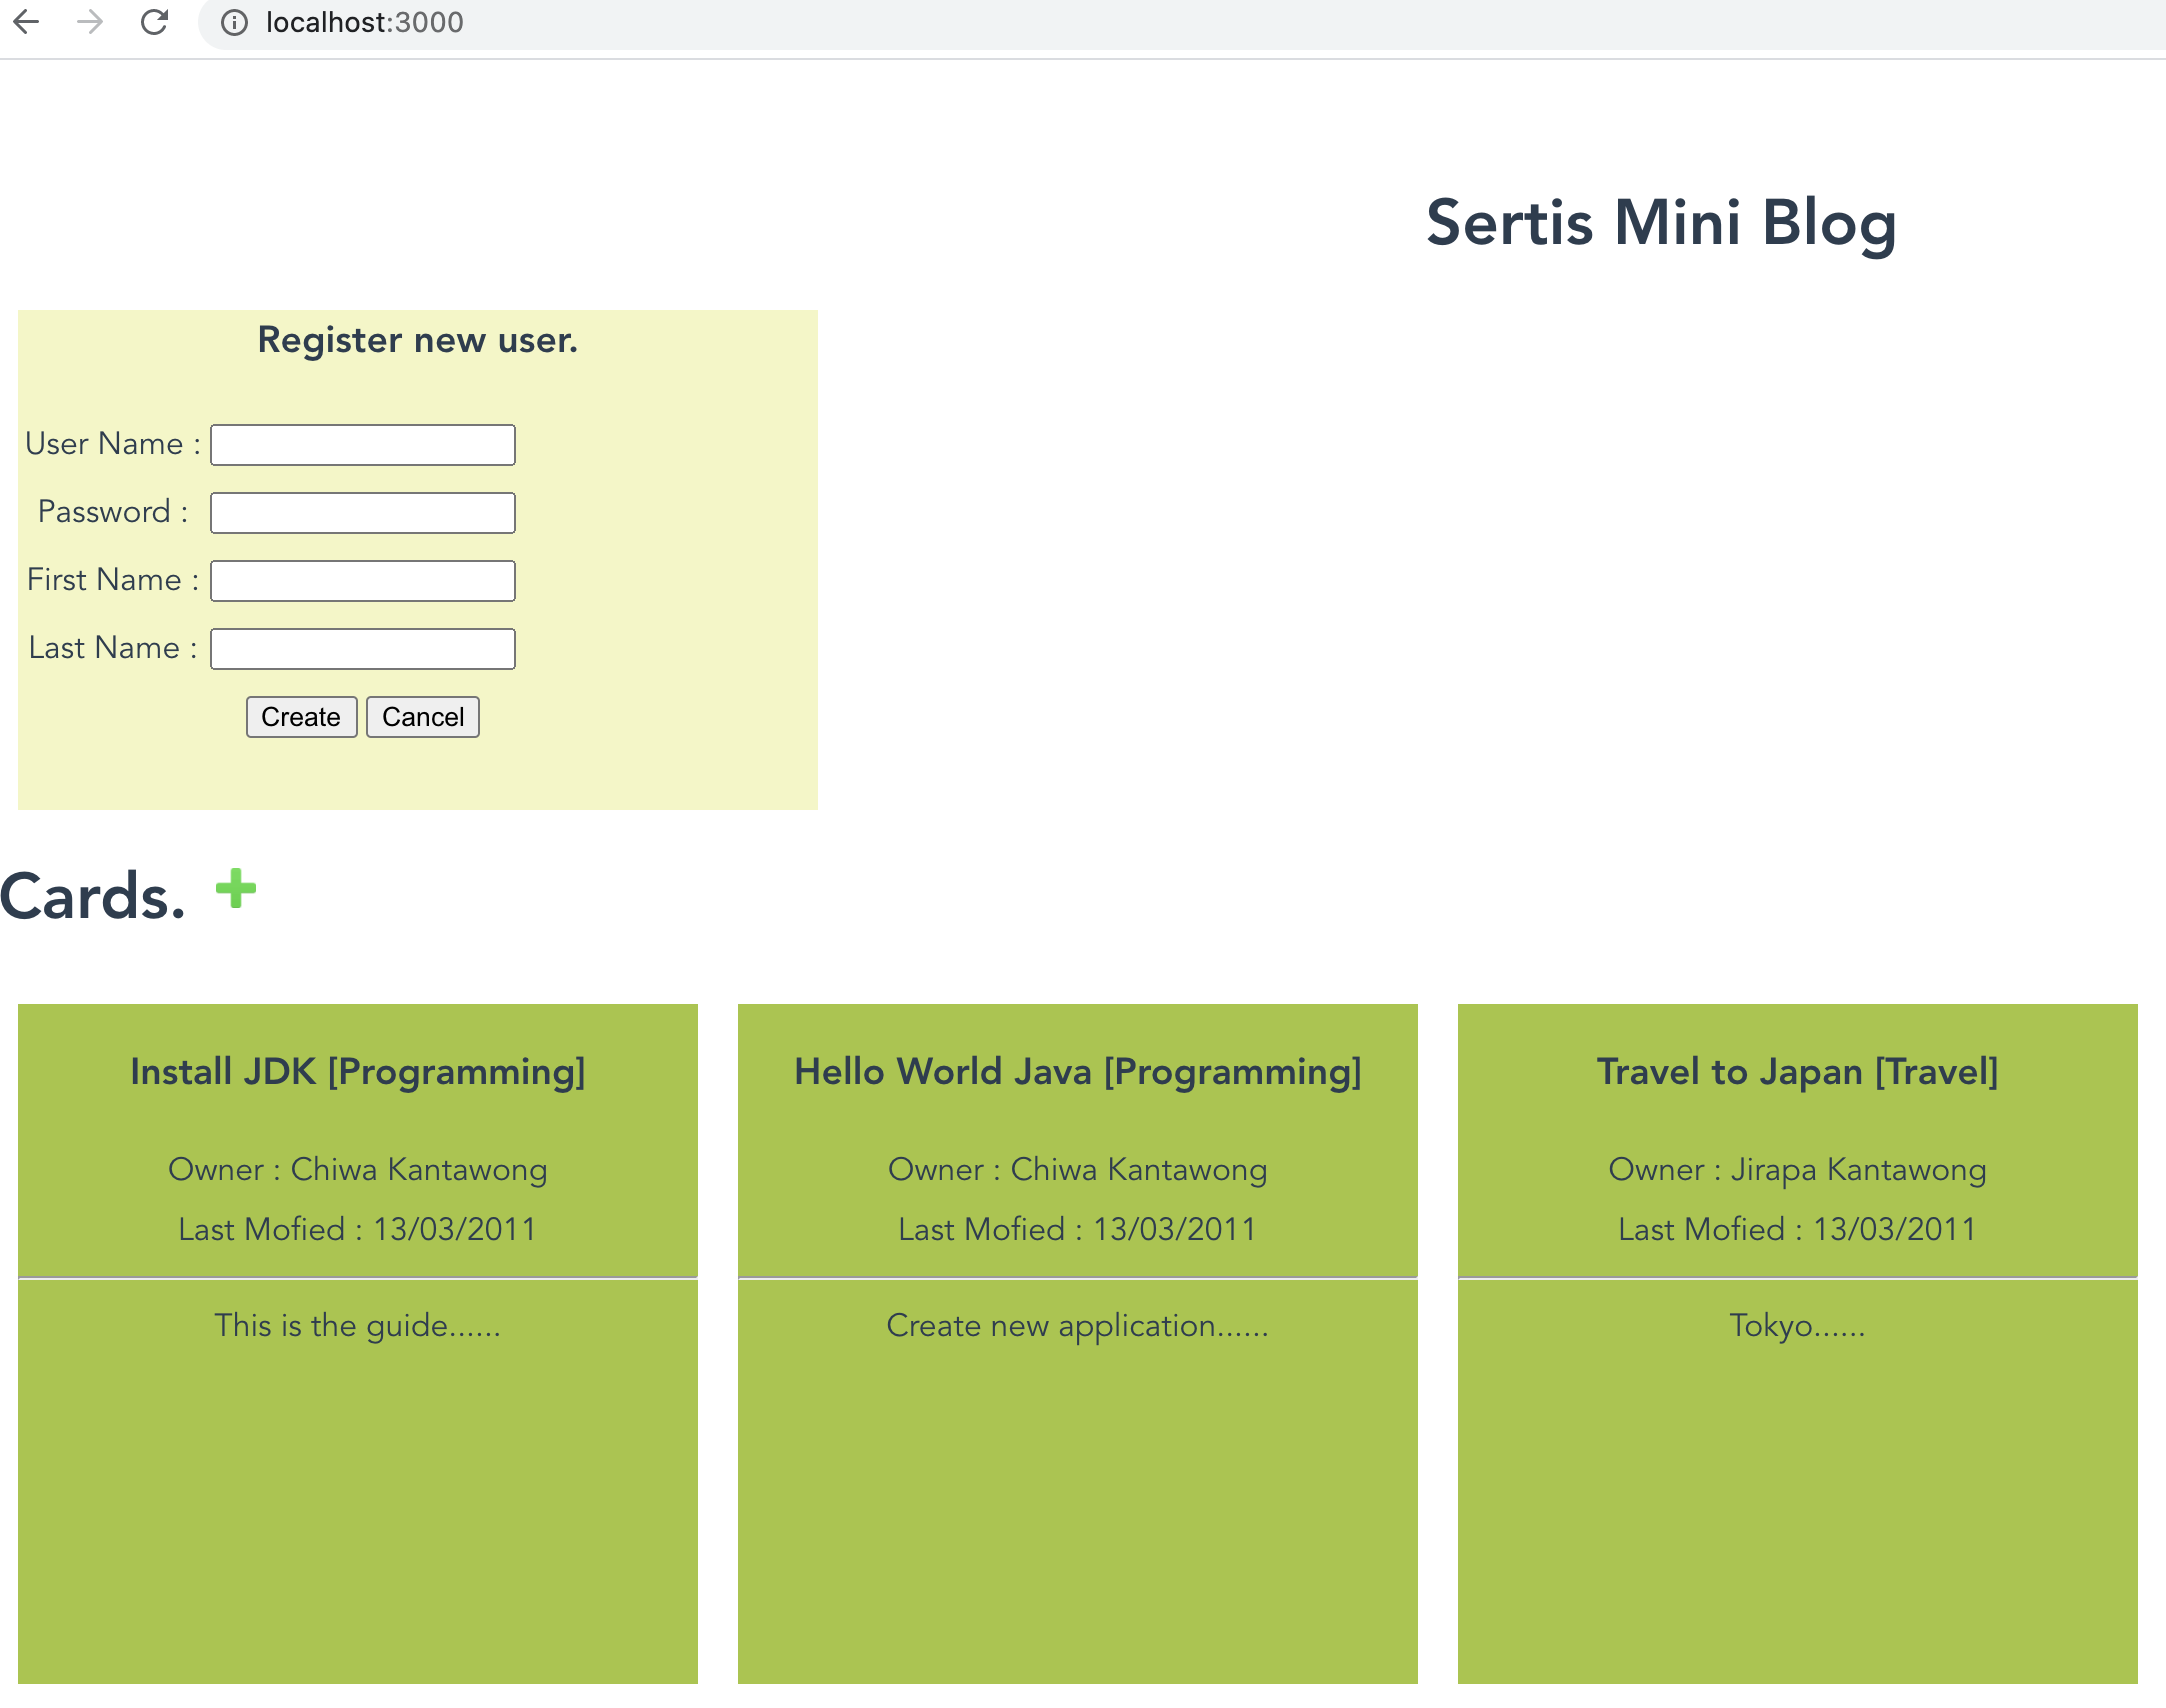 localhost:3000
Sertis Mini Blog
Register new user.
User Name :
Password :
First Name :
Last Name :
Create Cancel
Cards.
Install JDK [Programming]
Owner : Chiwa Kantawong
Last Mofied : 13/03/2011
This is the guide......
Hello World Java [Programming]
Owner : Chiwa Kantawong
Last Mofied : 13/03/2011
Create new application......
Travel to Japan [Travel]
Owner : Jirapa Kantawong
Last Mofied : 13/03/2011
Tokyo......